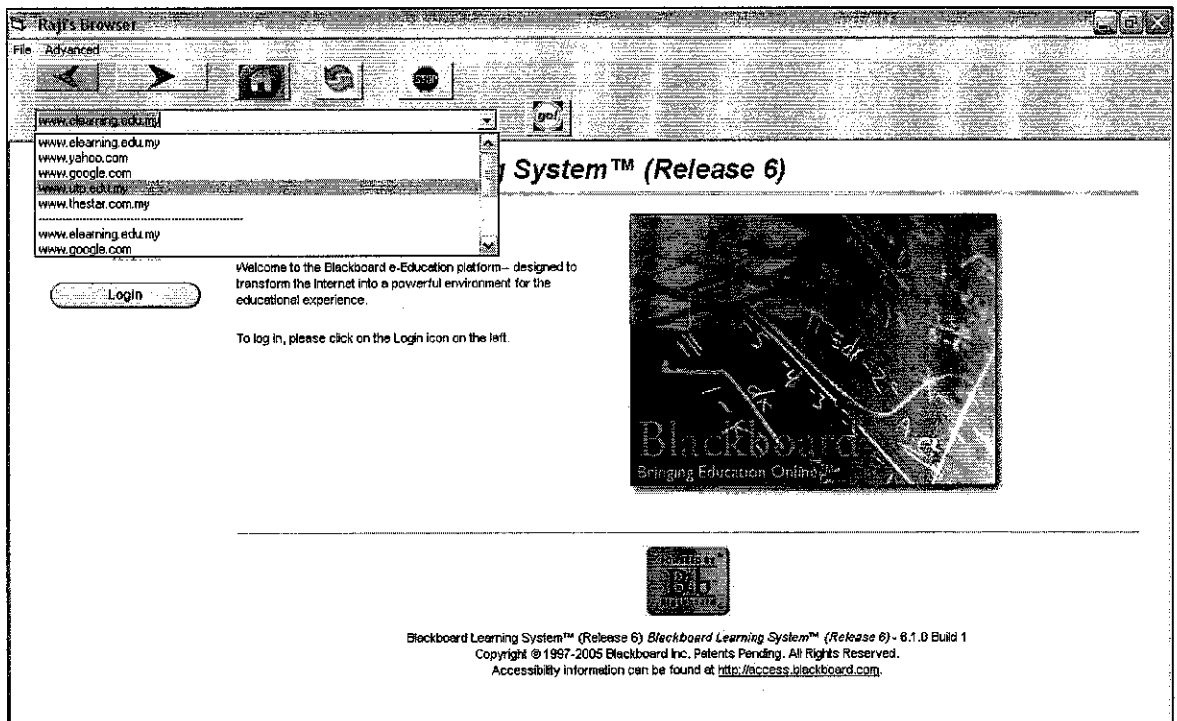 Raji's Browser
File Advanced
STOP
www.elearning.edu.my
go!
www.elearning.edu.my
www.yahoo.com
www.google.com
www.utp.edu.my
www.thestar.com.my
www.elearning.edu.my
www.google.com
System™ (Release 6)
Welcome to the Blackboard e-Education platform-- designed to
transform the Internet into a powerful environment for the
educational experience.
Login
To log in, please click on the Login icon on the left.
Blackboard
Bringing Education Online
Bb
Blackboard Learning System™ (Release 6) Blackboard Learning System™ (Release 6) - 6.1.0 Build 1
Copyright © 1997-2005 Blackboard Inc. Patents Pending. All Rights Reserved.
Accessibility information can be found at http://access.blackboard.com.